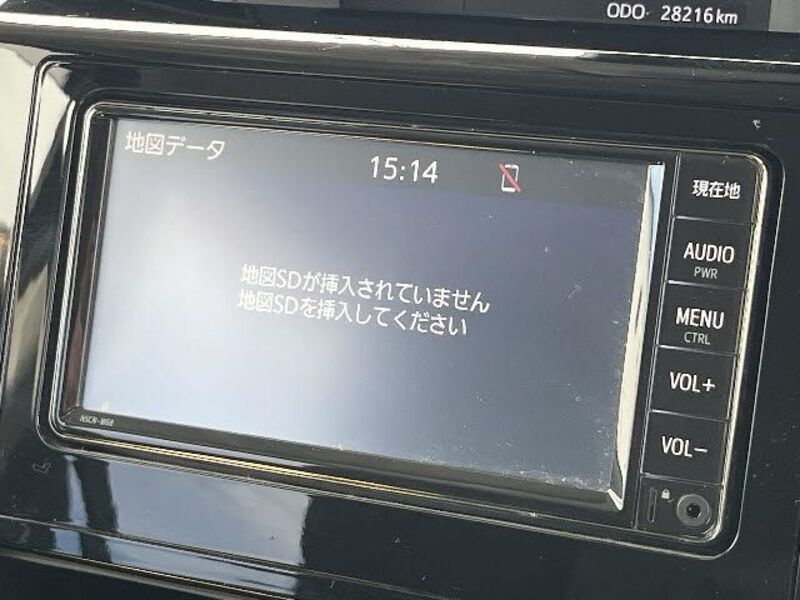 ODO 28216km
地図データ
15:14
現在地
AUDIO
PWR
地図SDが挿入されていません
地図SDを挿入してください
MENU
CTRL
VOL+
VOL-
NSCN-W68